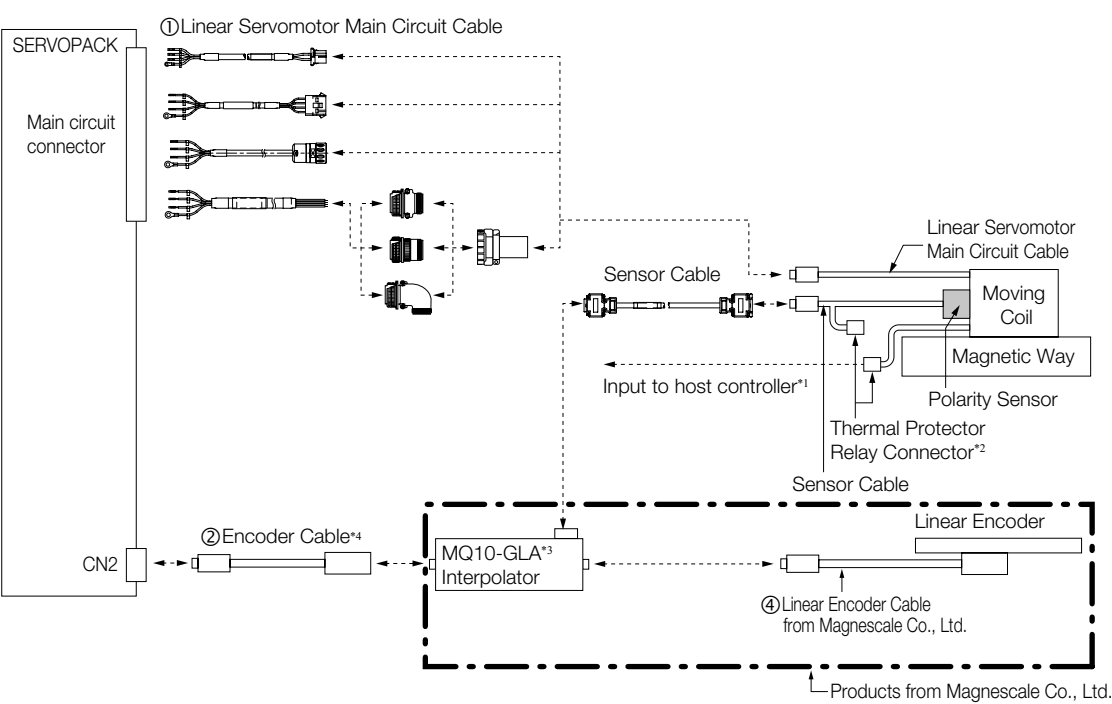 ①Linear Servomotor Main Circuit Cable
SERVOPACK
Main circuit
connector
Linear Servomotor
Main Circuit Cable
Sensor Cable
Moving
Coil
Magnetic Way
Input to host controller*1
Polarity Sensor
Thermal Protector
Relay Connector*2
Sensor Cable
Linear Encoder
②Encoder Cable*4
CN2
MQ10-GLA*3
Interpolator
④Linear Encoder Cable
from Magnescale Co., Ltd.
Products from Magnescale Co., Ltd.